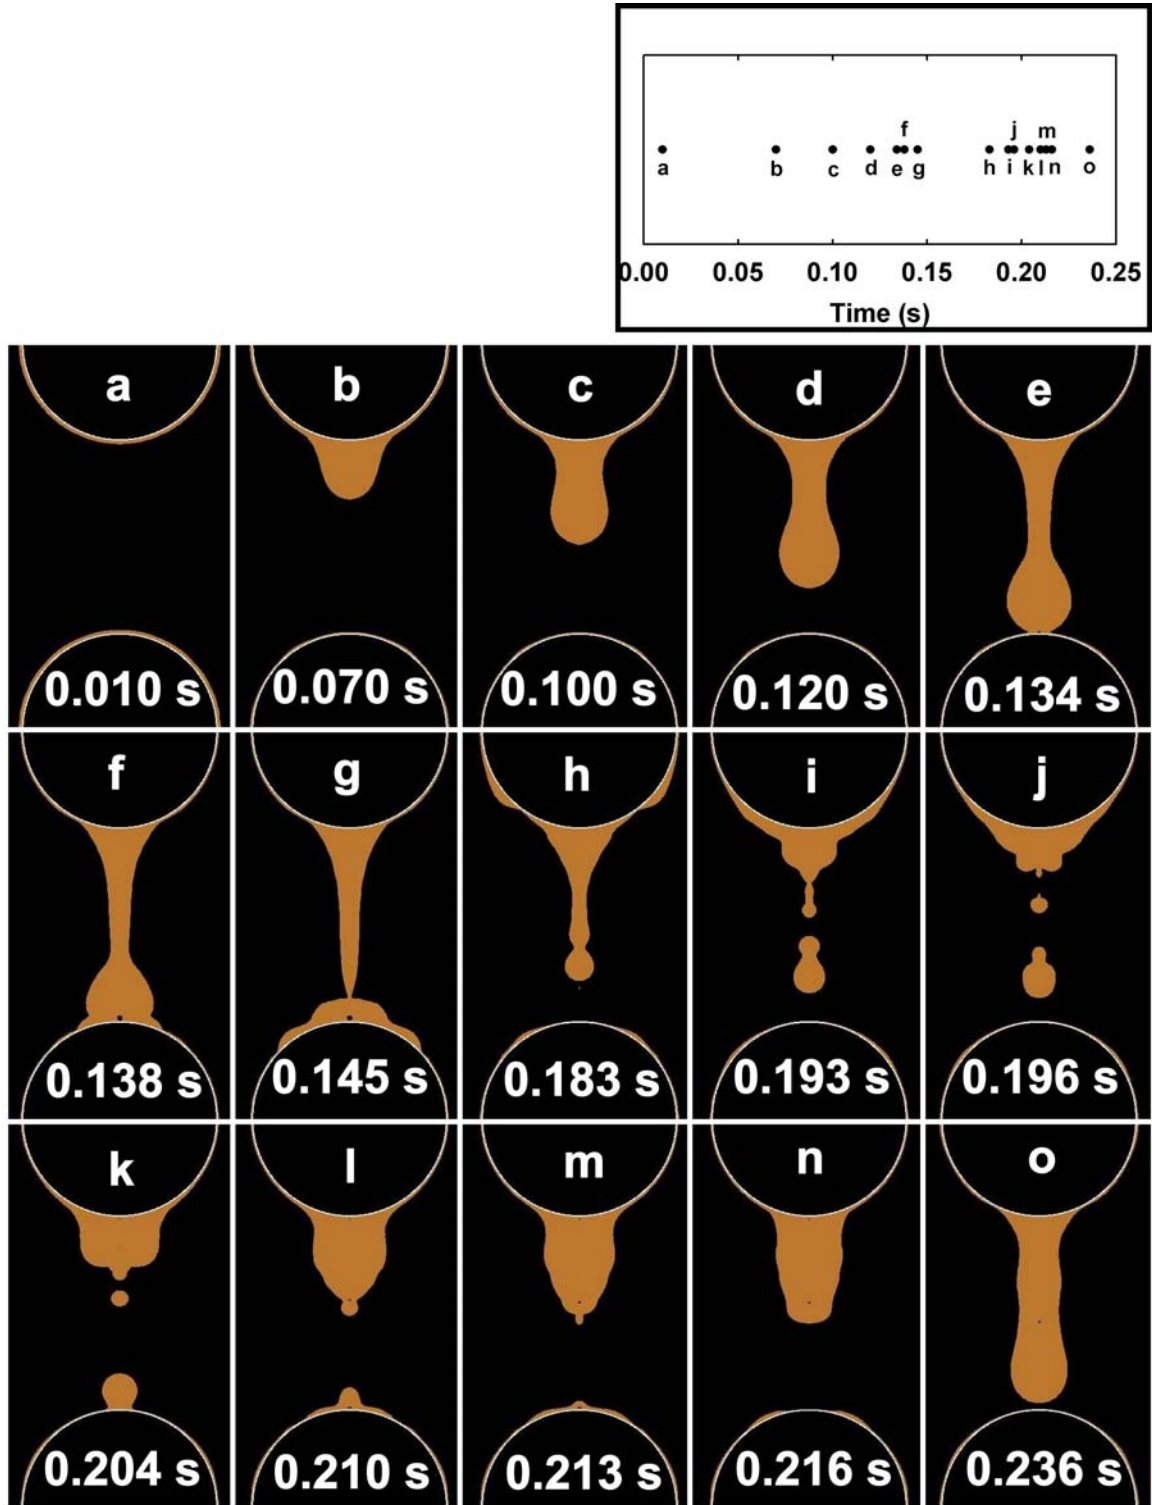 f j m
a b c d e g h i k l n o
0.00 0.05 0.10 0.15 0.20 0.25
Time (s)
a b c d e
0.010 s 0.070 s 0.100 s 0.120 s 0.134 s
f g h i j
0.138 s 0.145 s 0.183 s 0.193 s 0.196 s
k l m n o
0.204 s 0.210 s 0.213 s 0.216 s 0.236 s